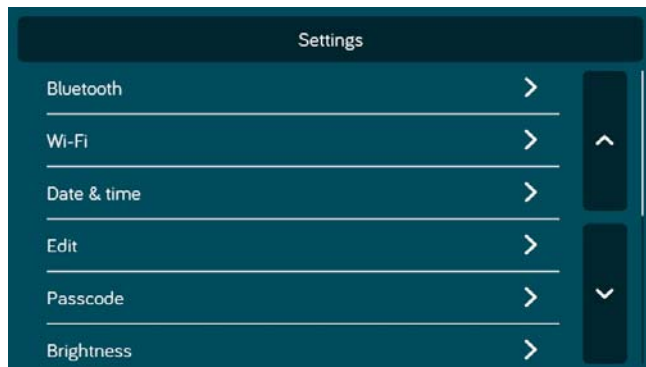 Settings
Bluetooth
Wi-Fi
Date & time
Edit
Passcode
Brightness